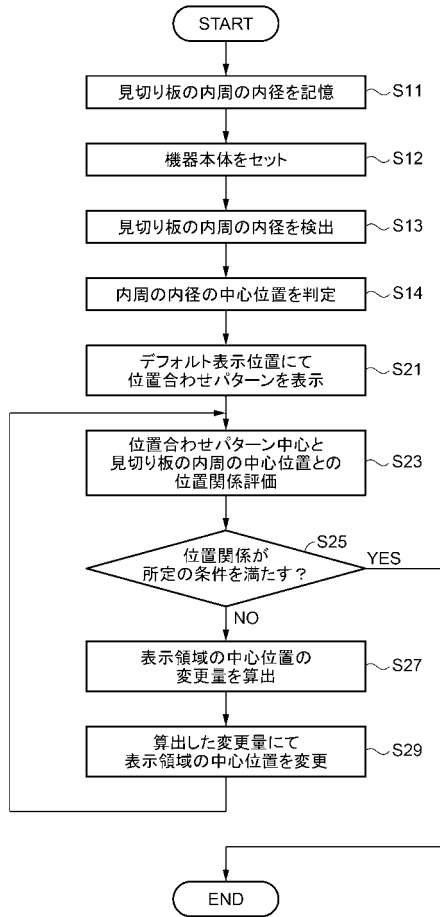 START
見切り板の内周の内径を記憶
S11
機器本体をセット
S12
見切り板の内周の内径を検出
S13
内周の内径の中心位置を判定
S14
デフォルト表示位置にて
位置合わせパターンを表示
S21
位置合わせパターン中心と
見切り板の内周の中心位置との
位置関係評価
S23
位置関係が
所定の条件を満たす？
S25
YES
NO
表示領域の中心位置の
変更量を算出
S27
算出した変更量にて
表示領域の中心位置を変更
S29
END